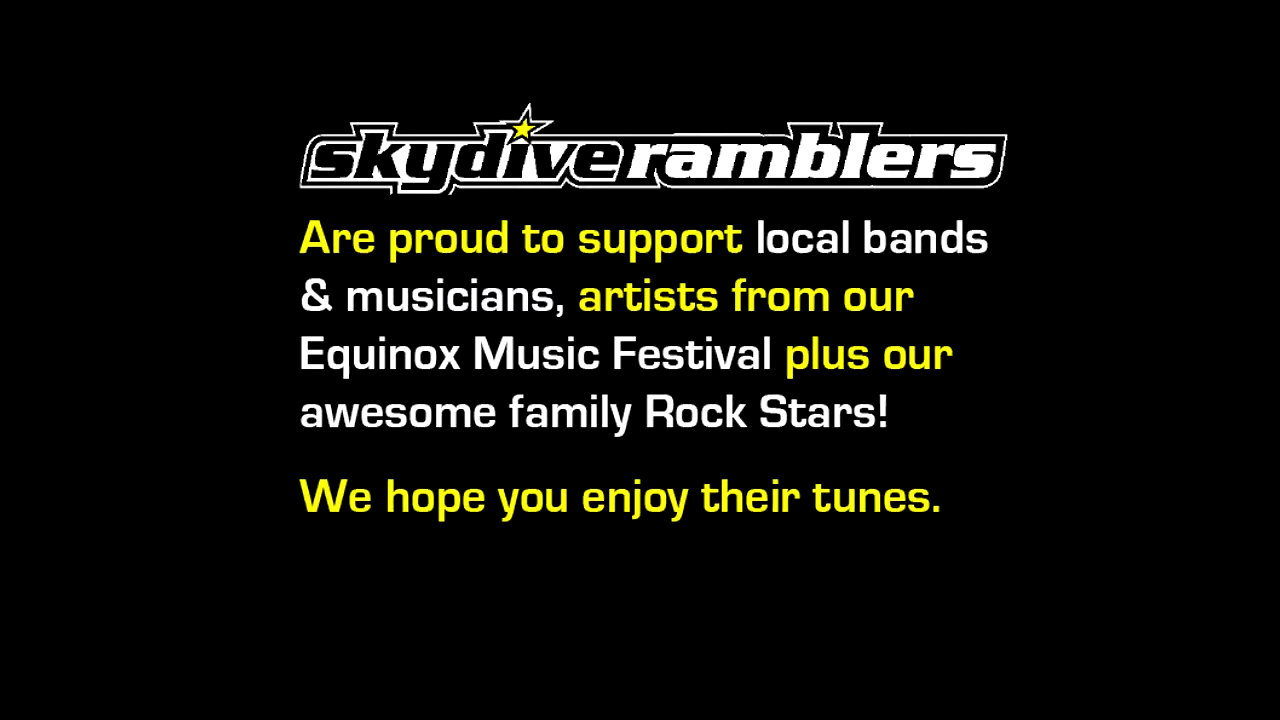 skydiveramblers
Are proud to support local bands
& musicians, artists from our
Equinox Music Festival plus our
awesome family Rock Stars!
We hope you enjoy their tunes.